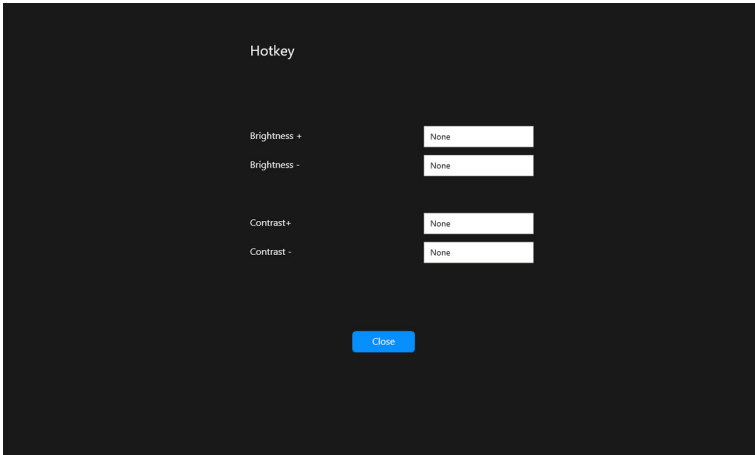 Hotkey
Brightness + None
Brightness - None
Contrast+ None
Contrast - None
Close